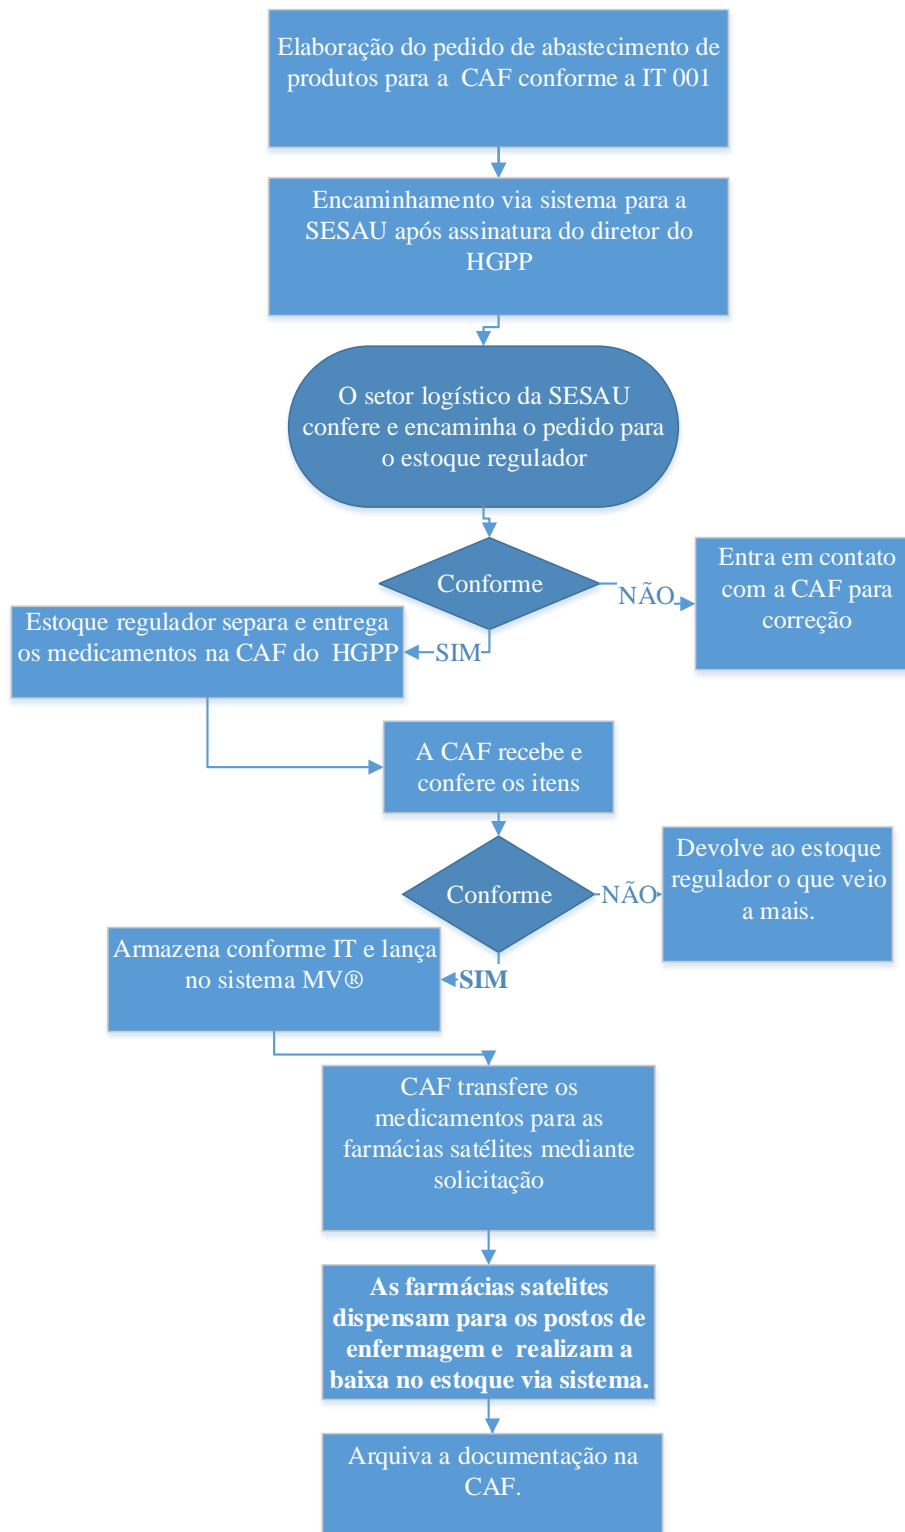 Elaboração do pedido de abastecimento de
produtos para a  CAF conforme a IT 001
Encaminhamento via sistema para a
SESAU após assinatura do diretor do
HGPP
O setor logístico da SESAU
confere e encaminha o pedido para
o estoque regulador
Conforme
NÃO
Entra em contato
com a CAF para
correção
SIM
Estoque regulador separa e entrega
os medicamentos na CAF do  HGPP
A CAF recebe e
confere os itens
Conforme
NÃO
Devolve ao estoque
regulador o que veio
a mais.
SIM
Armazena conforme IT e lança
no sistema MV®
CAF transfere os
medicamentos para as
farmácias satélites mediante
solicitação
As farmácias satelites
dispensam para os postos de
enfermagem e  realizam a
baixa no estoque via sistema.
Arquiva a documentação na
CAF.